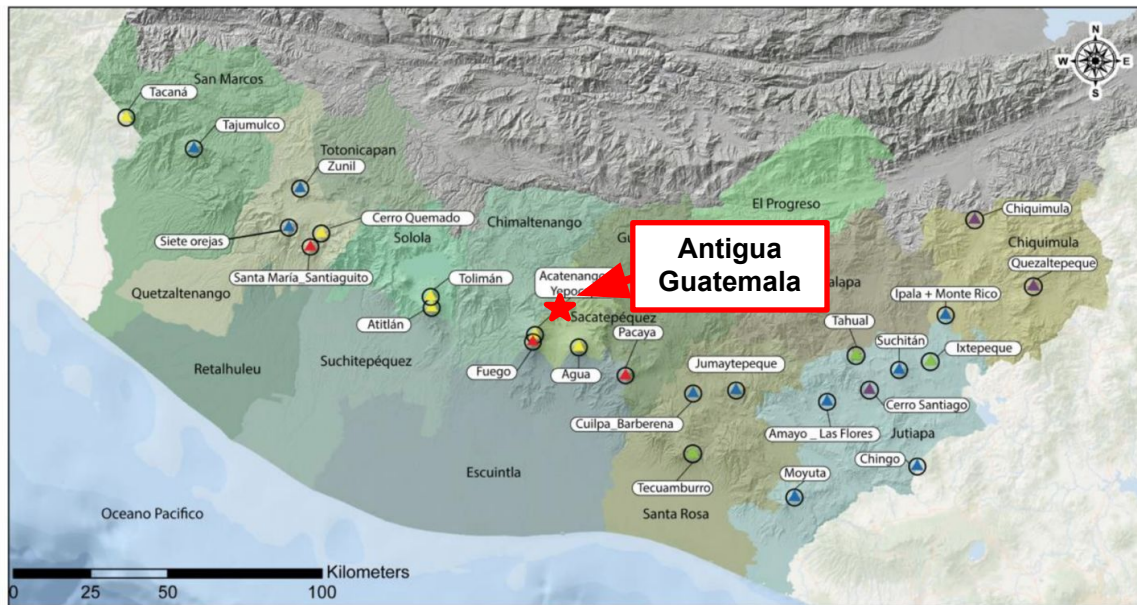 N
W E
S
San Marcos
Tacaná
Tajumulco
Totonicapan
Zunil
El Progreso
Chimaltenango
Cerro Quemado
Solola
Siete orejas
Chiquimula
Chiquimula
Quezaltepeque
Antigua
Guatemala
Santa María_Santiaguito
Tolimán
Acatenango
Quetzaltenango
Ipala + Monte Rico
Atitlán
Sacatepéquez
Pacaya
Tahual
Suchitán
Ixtepeque
Retalhuleu
Suchitepéquez
Fuego
Agua
Jumaytepeque
Cuilpa_Barberena
Cerro Santiago
Amayo _ Las Flores
Jutiapa
Escuintla
Chingo
Moyuta
Tecuamburro
Santa Rosa
Oceano Pacifico
Kilometers
0 25 50 100